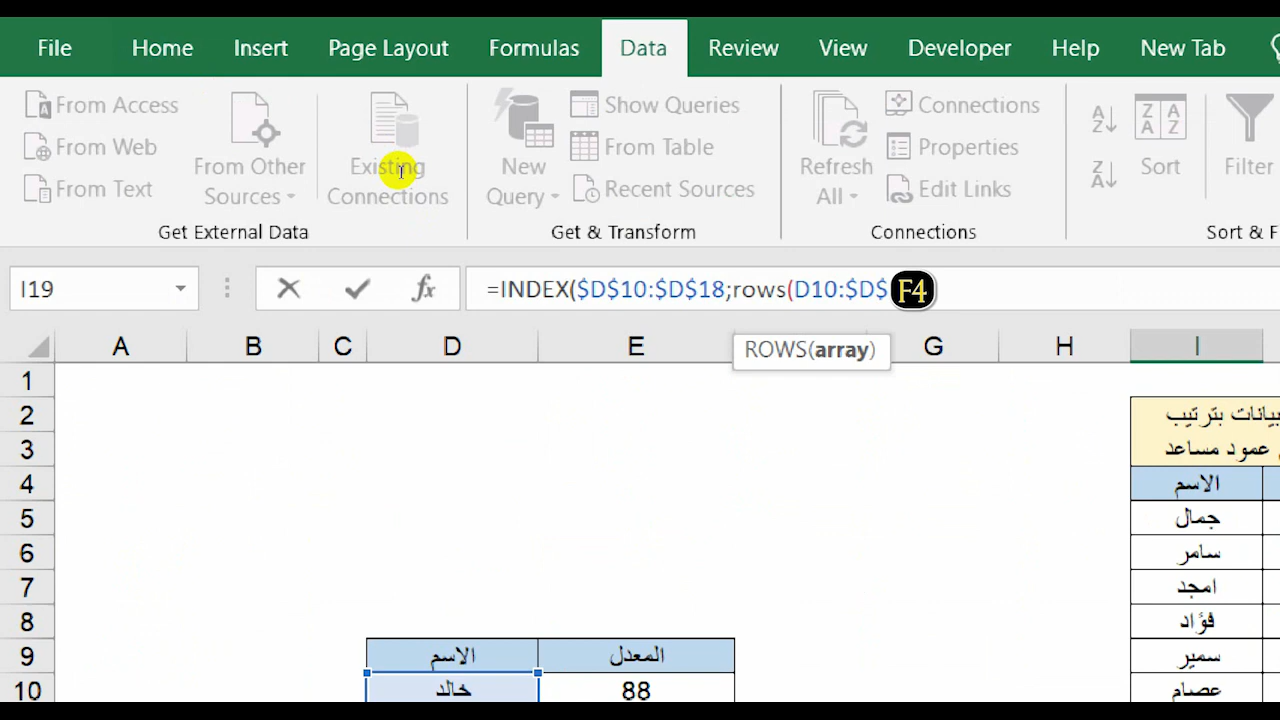 File Home Insert Page Layout Formulas Data Review View Developer Help New Tab
From Access
From Web
From Text
From Other
Sources
Existing
Connections
Get External Data
New
Query
Show Queries
From Table
Recent Sources
Get & Transform
Refresh
All
Connections
Properties
Edit Links
Connections
A
Z
Z
A
Z A
A Z
Sort
Filter
Sort & F
I19 fx =INDEX($D$10:$D$18;rows(D10:$D$ F4
ROWS(array)
A B C D E G H I
1
2 بيانات بترتيب
3 عمود مساعد
4 الاسم
5 جمال
6 سامر
7 امجد
8 فؤاد
9 الاسم المعدل سمير
10 خالد 88 عصام